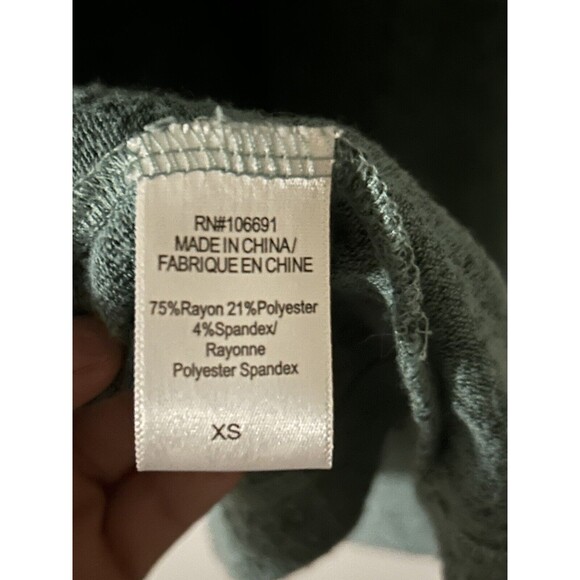 RN#106691
MADE IN CHINA/
FABRIQUE EN CHINE
75%Rayon 21%Polyester
4%Spandex/
Rayonne
Polyester Spandex
XS